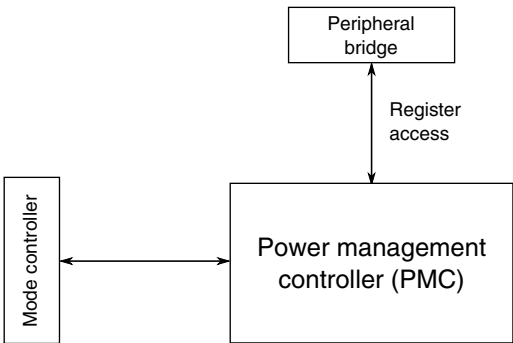 Peripheral
bridge
Register
access
Mode controller
Power management
controller (PMC)